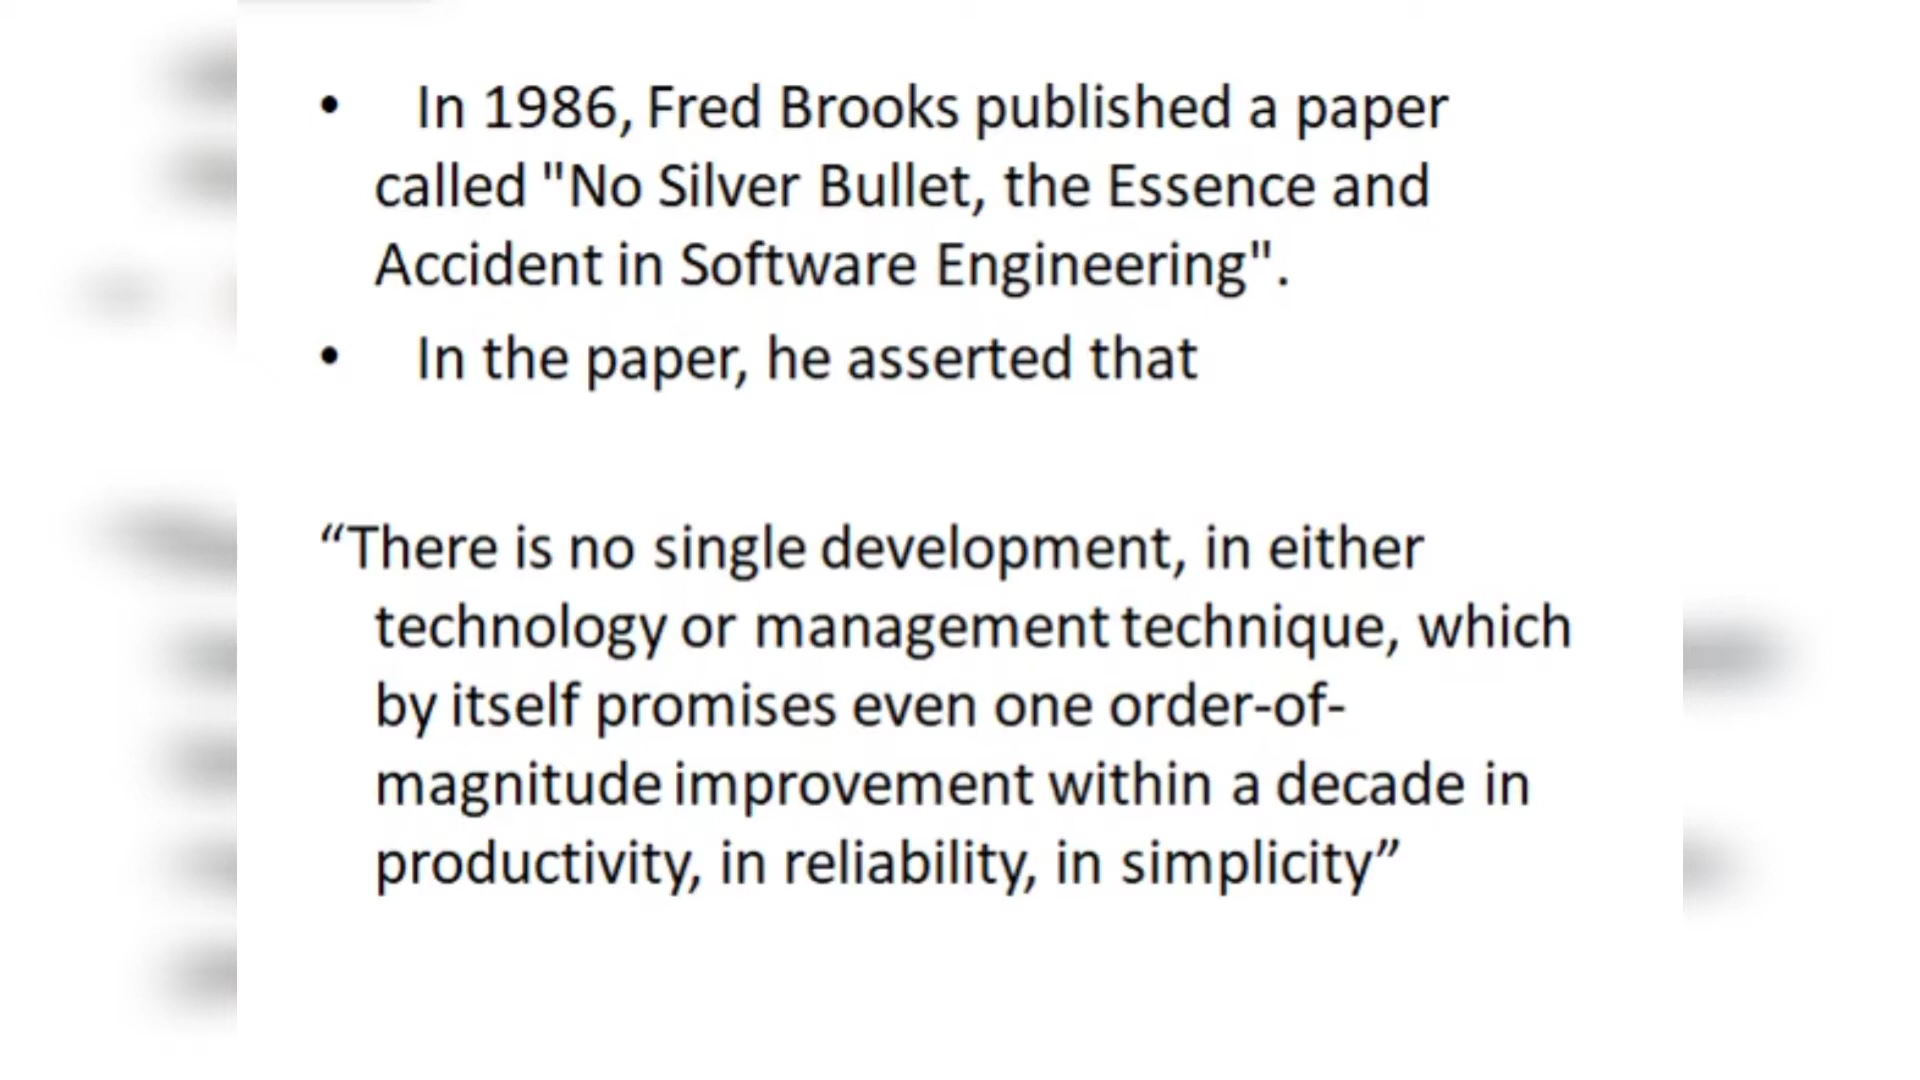 • In 1986, Fred Brooks published a paper
called "No Silver Bullet, the Essence and
Accident in Software Engineering".
• In the paper, he asserted that
“There is no single development, in either
technology or management technique, which
by itself promises even one order-of-
magnitude improvement within a decade in
productivity, in reliability, in simplicity”